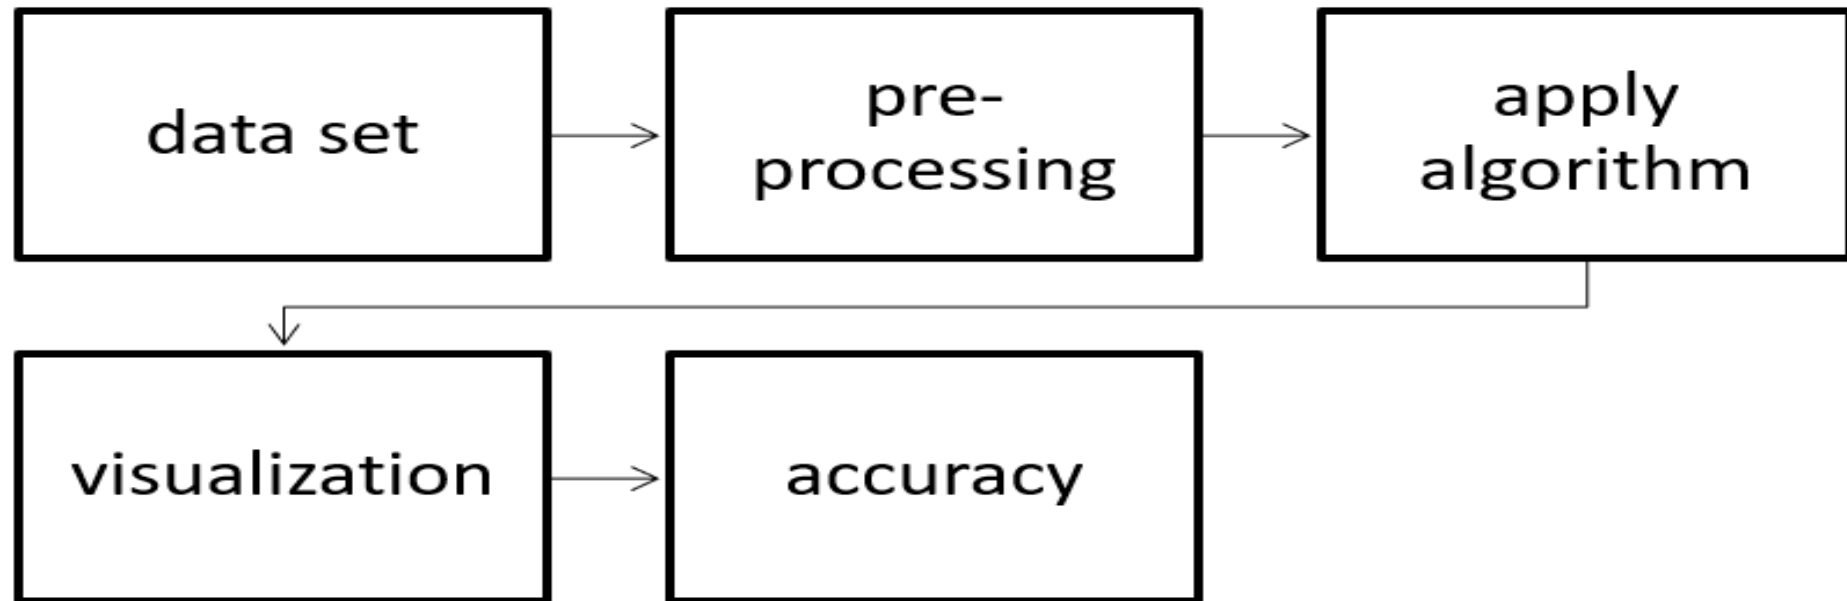 data set
pre-
processing
apply
algorithm
visualization
accuracy